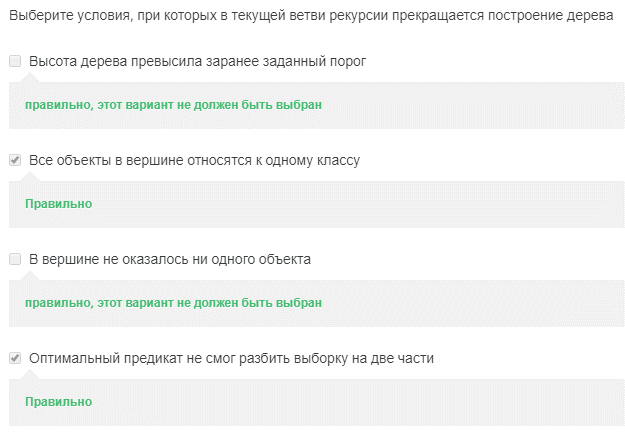 Выберите условия, при которых в текущей ветви рекурсии прекращается построение дерева
Высота дерева превысила заранее заданный порог
правильно, этот вариант не должен быть выбран
Все объекты в вершине относятся к одному классу
Правильно
В вершине не оказалось ни одного объекта
правильно, этот вариант не должен быть выбран
Оптимальный предикат не смог разбить выборку на две части
Правильно